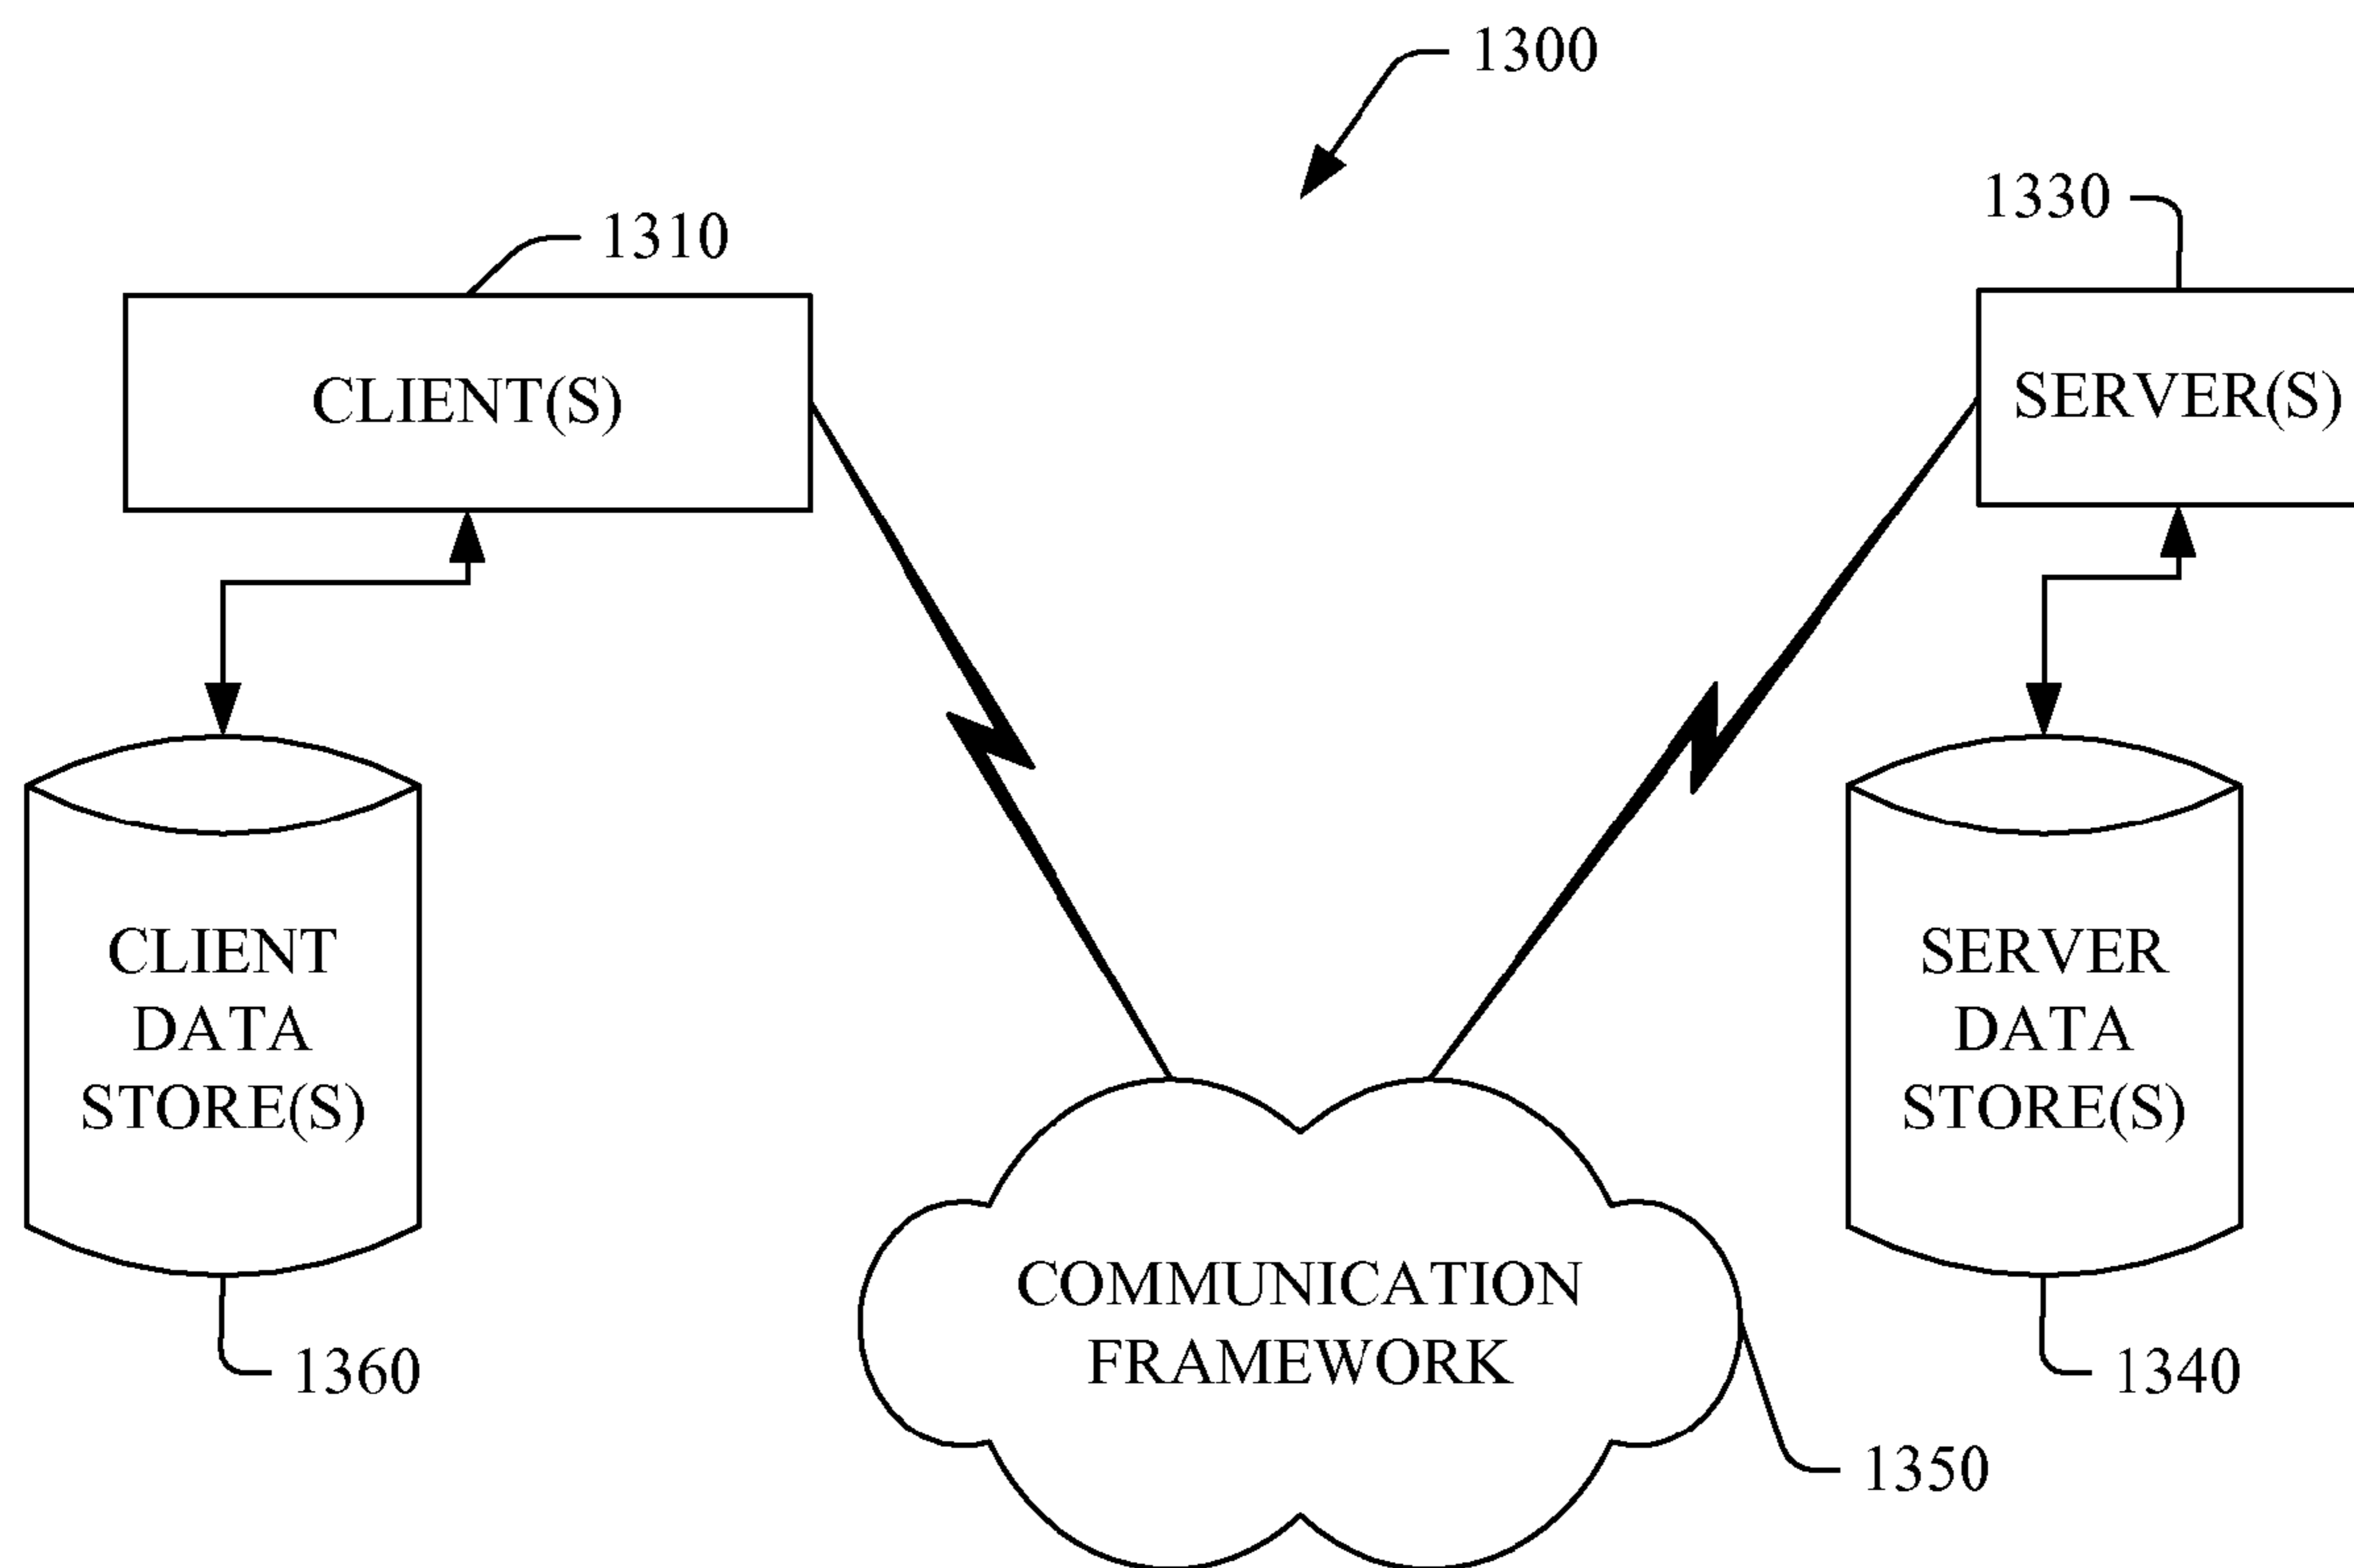 1300
1310
1330
CLIENT(S)
SERVER(S)
CLIENT
DATA
STORE(S)
SERVER
DATA
STORE(S)
COMMUNICATION
FRAMEWORK
1360
1340
1350